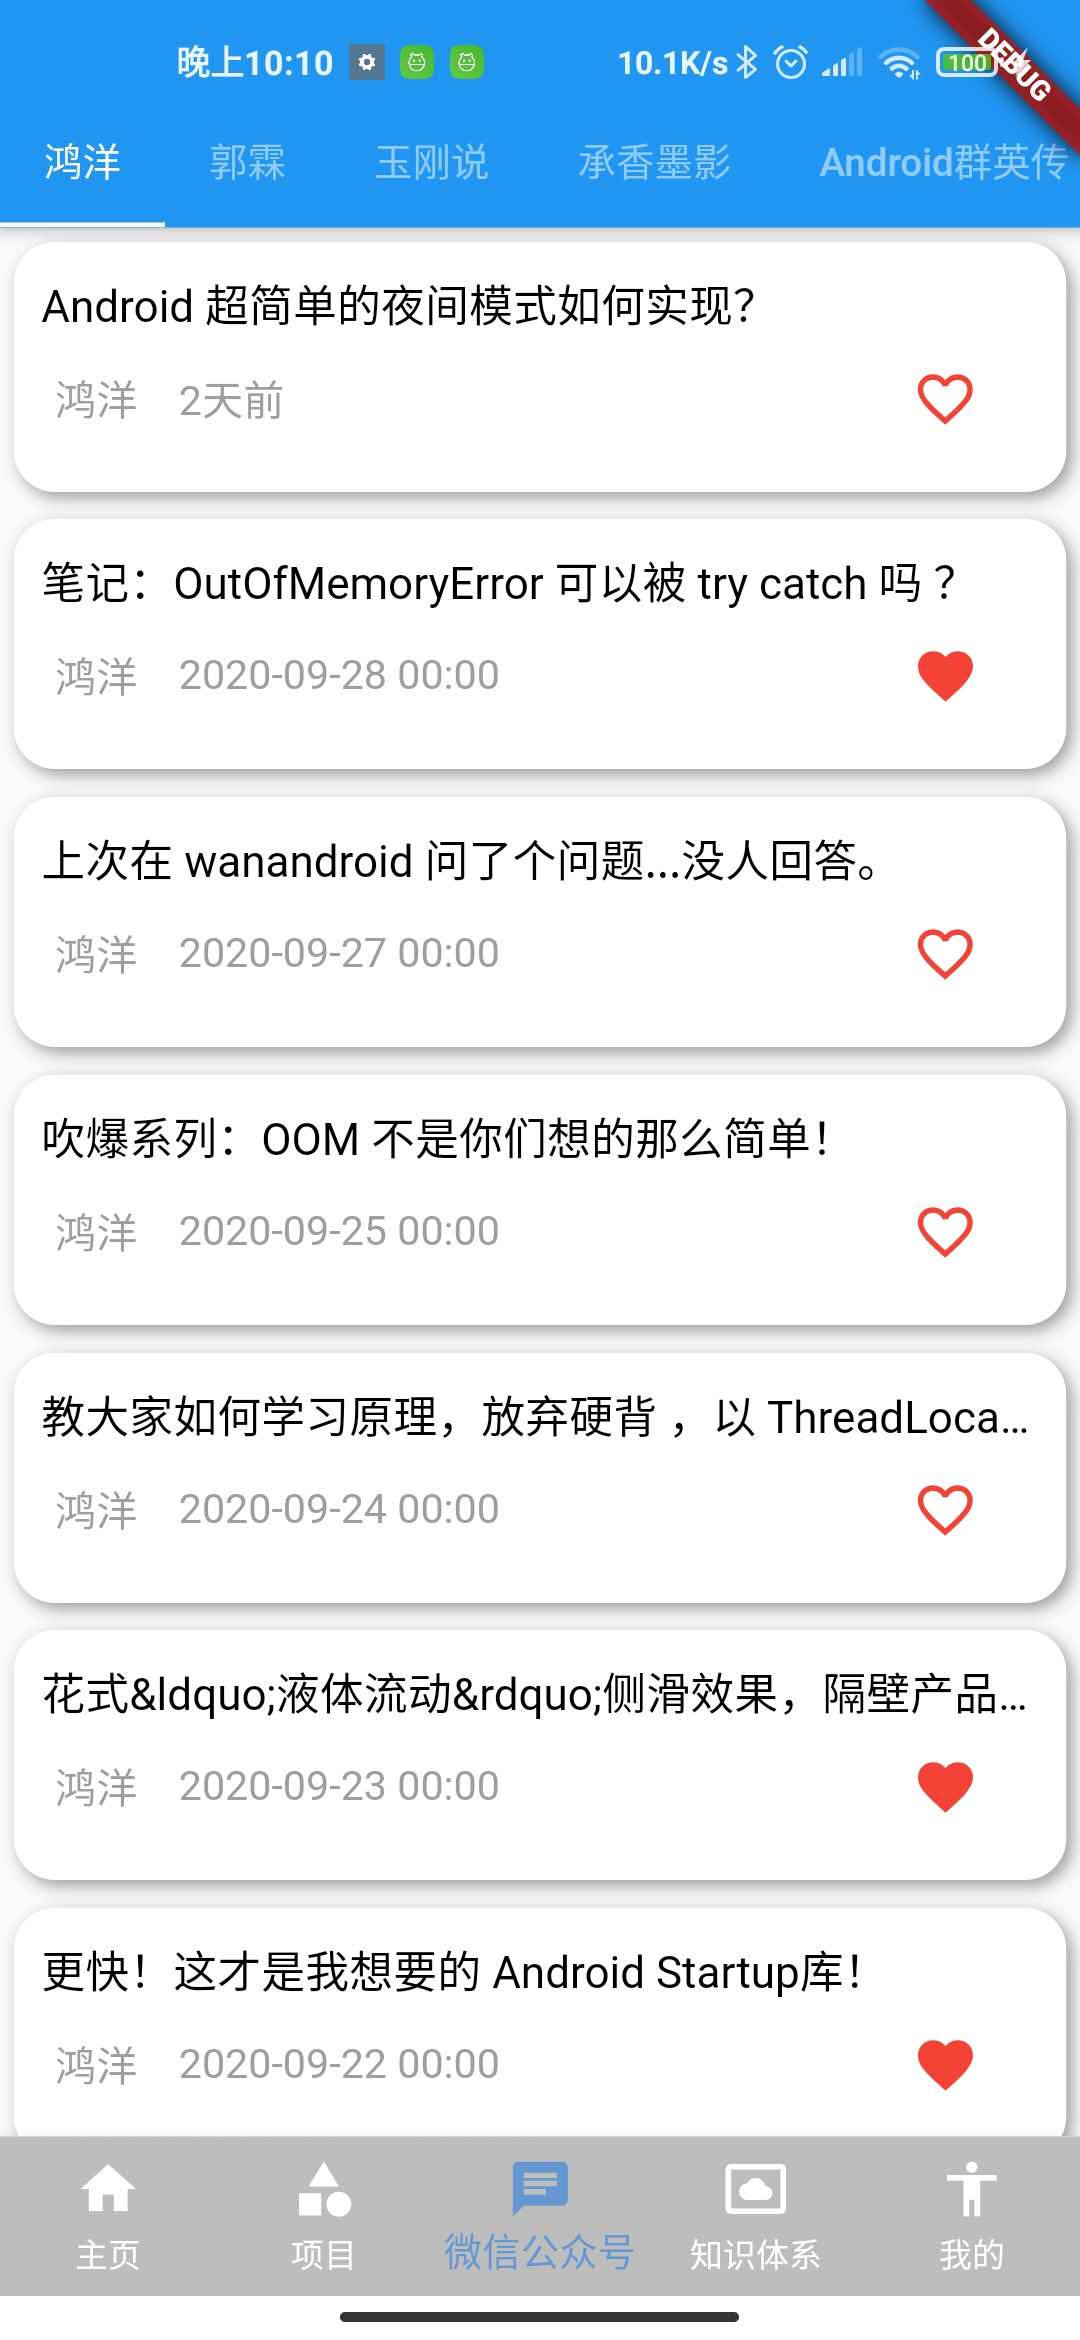 晚上10:10 10.1K/s 100
DEBUG
鸿洋 郭霖 玉刚说 承香墨影 Android群英传
Android 超简单的夜间模式如何实现？
鸿洋 2天前
笔记：OutOfMemoryError 可以被 try catch 吗 ？
鸿洋 2020-09-28 00:00
上次在 wanandroid 问了个问题...没人回答。
鸿洋 2020-09-27 00:00
吹爆系列：OOM 不是你们想的那么简单！
鸿洋 2020-09-25 00:00
教大家如何学习原理，放弃硬背 ，以 ThreadLoca...
鸿洋 2020-09-24 00:00
花式&ldquo;液体流动&rdquo;侧滑效果，隔壁产品...
鸿洋 2020-09-23 00:00
更快！这才是我想要的 Android Startup库！
鸿洋 2020-09-22 00:00
主页 项目 微信公众号 知识体系 我的